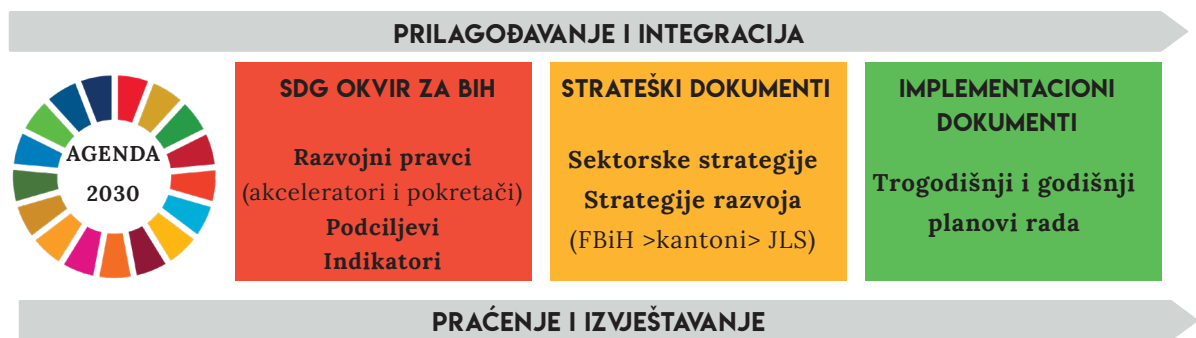 PRILAGOĐAVANJE I INTEGRACIJA
AGENDA
2030
SDG OKVIR ZA BIH
Razvojni pravci
(akceleratori i pokretači)
Podciljevi
Indikatori
STRATEŠKI DOKUMENTI
Sektorske strategije
Strategije razvoja
(FBiH >kantoni> JLS)
IMPLEMENTACIONI
DOKUMENTI
Trogodišnji i godišnji
planovi rada
PRAĆENJE I IZVJEŠTAVANJE